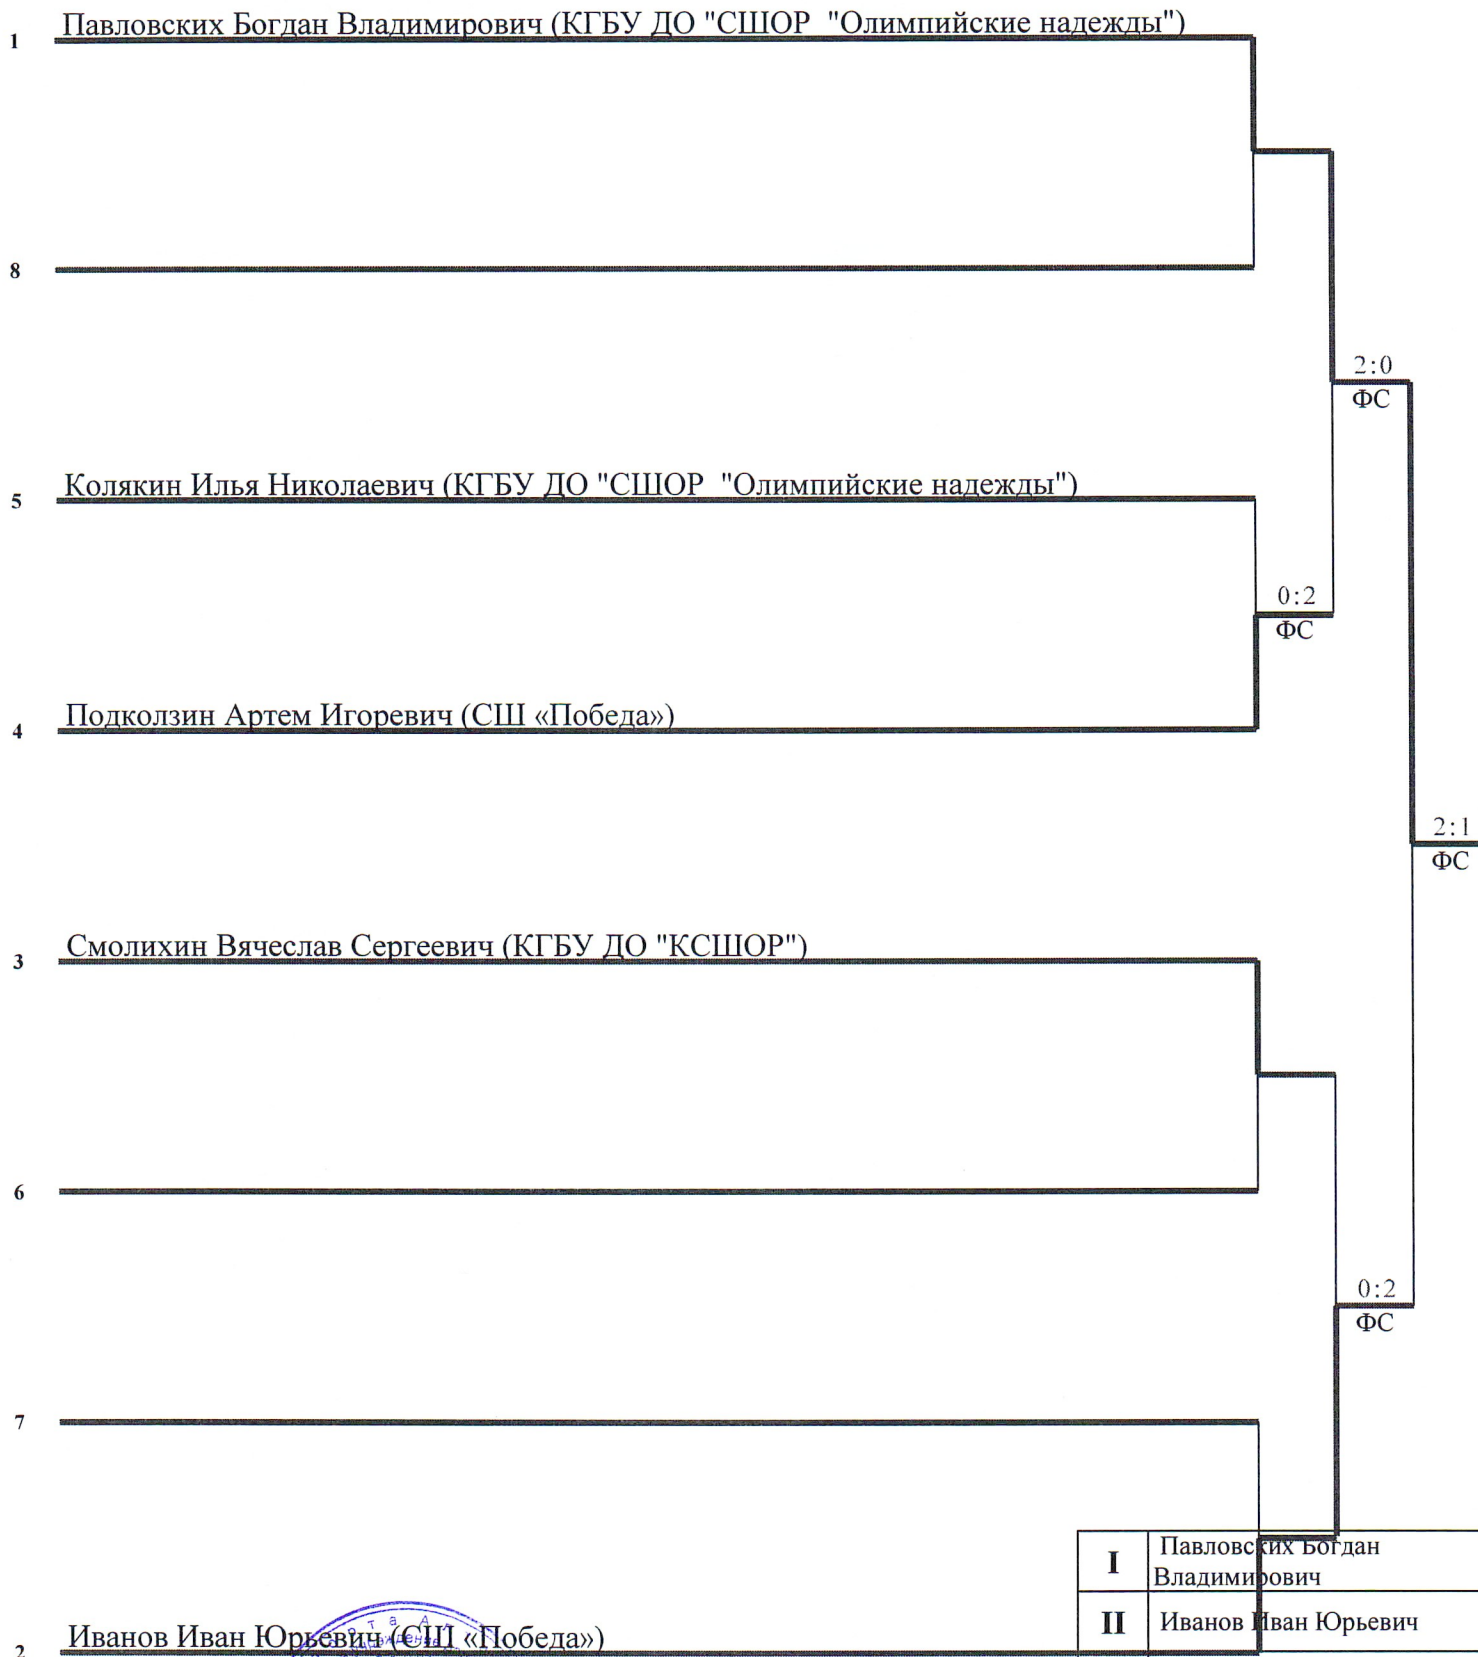 1 Павловских Богдан Владимирович (КГБУ ДО "СШОР "Олимпийские надежды")
8
2:0
ФС
5 Колякин Илья Николаевич (КГБУ ДО "СШОР "Олимпийские надежды")
0:2
ФС
4 Подколзин Артем Игоревич (СШ «Победа»)
2:1
ФС
3 Смолихин Вячеслав Сергеевич (КГБУ ДО "КСШОР")
6
0:2
ФС
7
I Павловских Богдан
Владимирович
II Иванов Иван Юрьевич
2 Иванов Иван Юрьевич (СШ «Победа»)